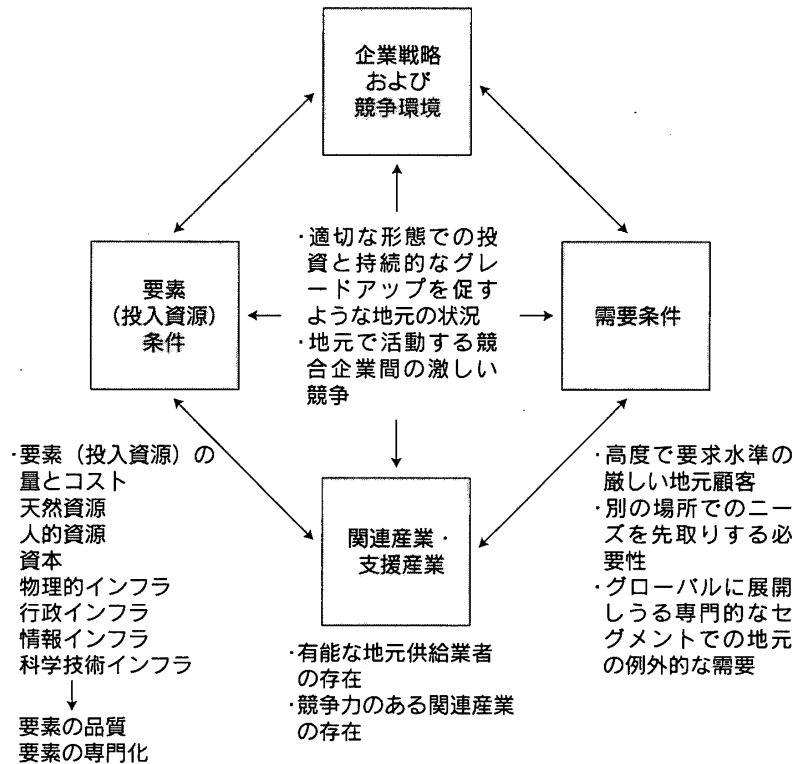 企業戦略
および
競争環境
・適切な形態での投
資と持続的なグレ
ードアップを促す
ような地元の状況
・地元で活動する競
合企業間の激しい
競争
要素
（投入資源）
条件
需要条件
・要素（投入資源）の
量とコスト
天然資源
人的資源
資本
物理的インフラ
行政インフラ
情報インフラ
科学技術インフラ
要素の品質
要素の専門化
関連産業・
支援産業
・有能な地元供給業者
の存在
・競争力のある関連産業
の存在
・高度で要求水準の
厳しい地元顧客
・別の場所でのニー
ズを先取りする必
要性
・グローバルに展開
しうる専門的なセ
グメントでの地元
の例外的な需要